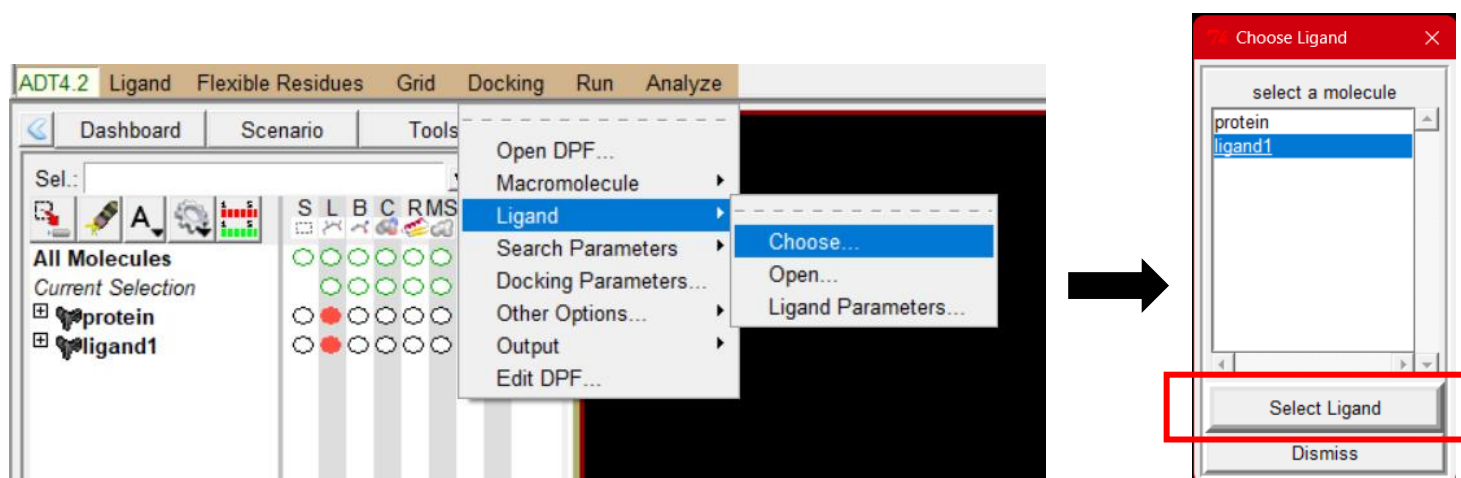 ADT4.2 Ligand Flexible Residues Grid Docking Run Analyze
Dashboard Scenario Tools
Sel.:
A
S L B C R MS
All Molecules
Current Selection
protein
ligand1
Open DPF...
Macromolecule
Ligand
Search Parameters
Docking Parameters...
Other Options...
Output
Edit DPF...
Choose...
Open...
Ligand Parameters...
Choose Ligand
select a molecule
protein
ligand1
Select Ligand
Dismiss